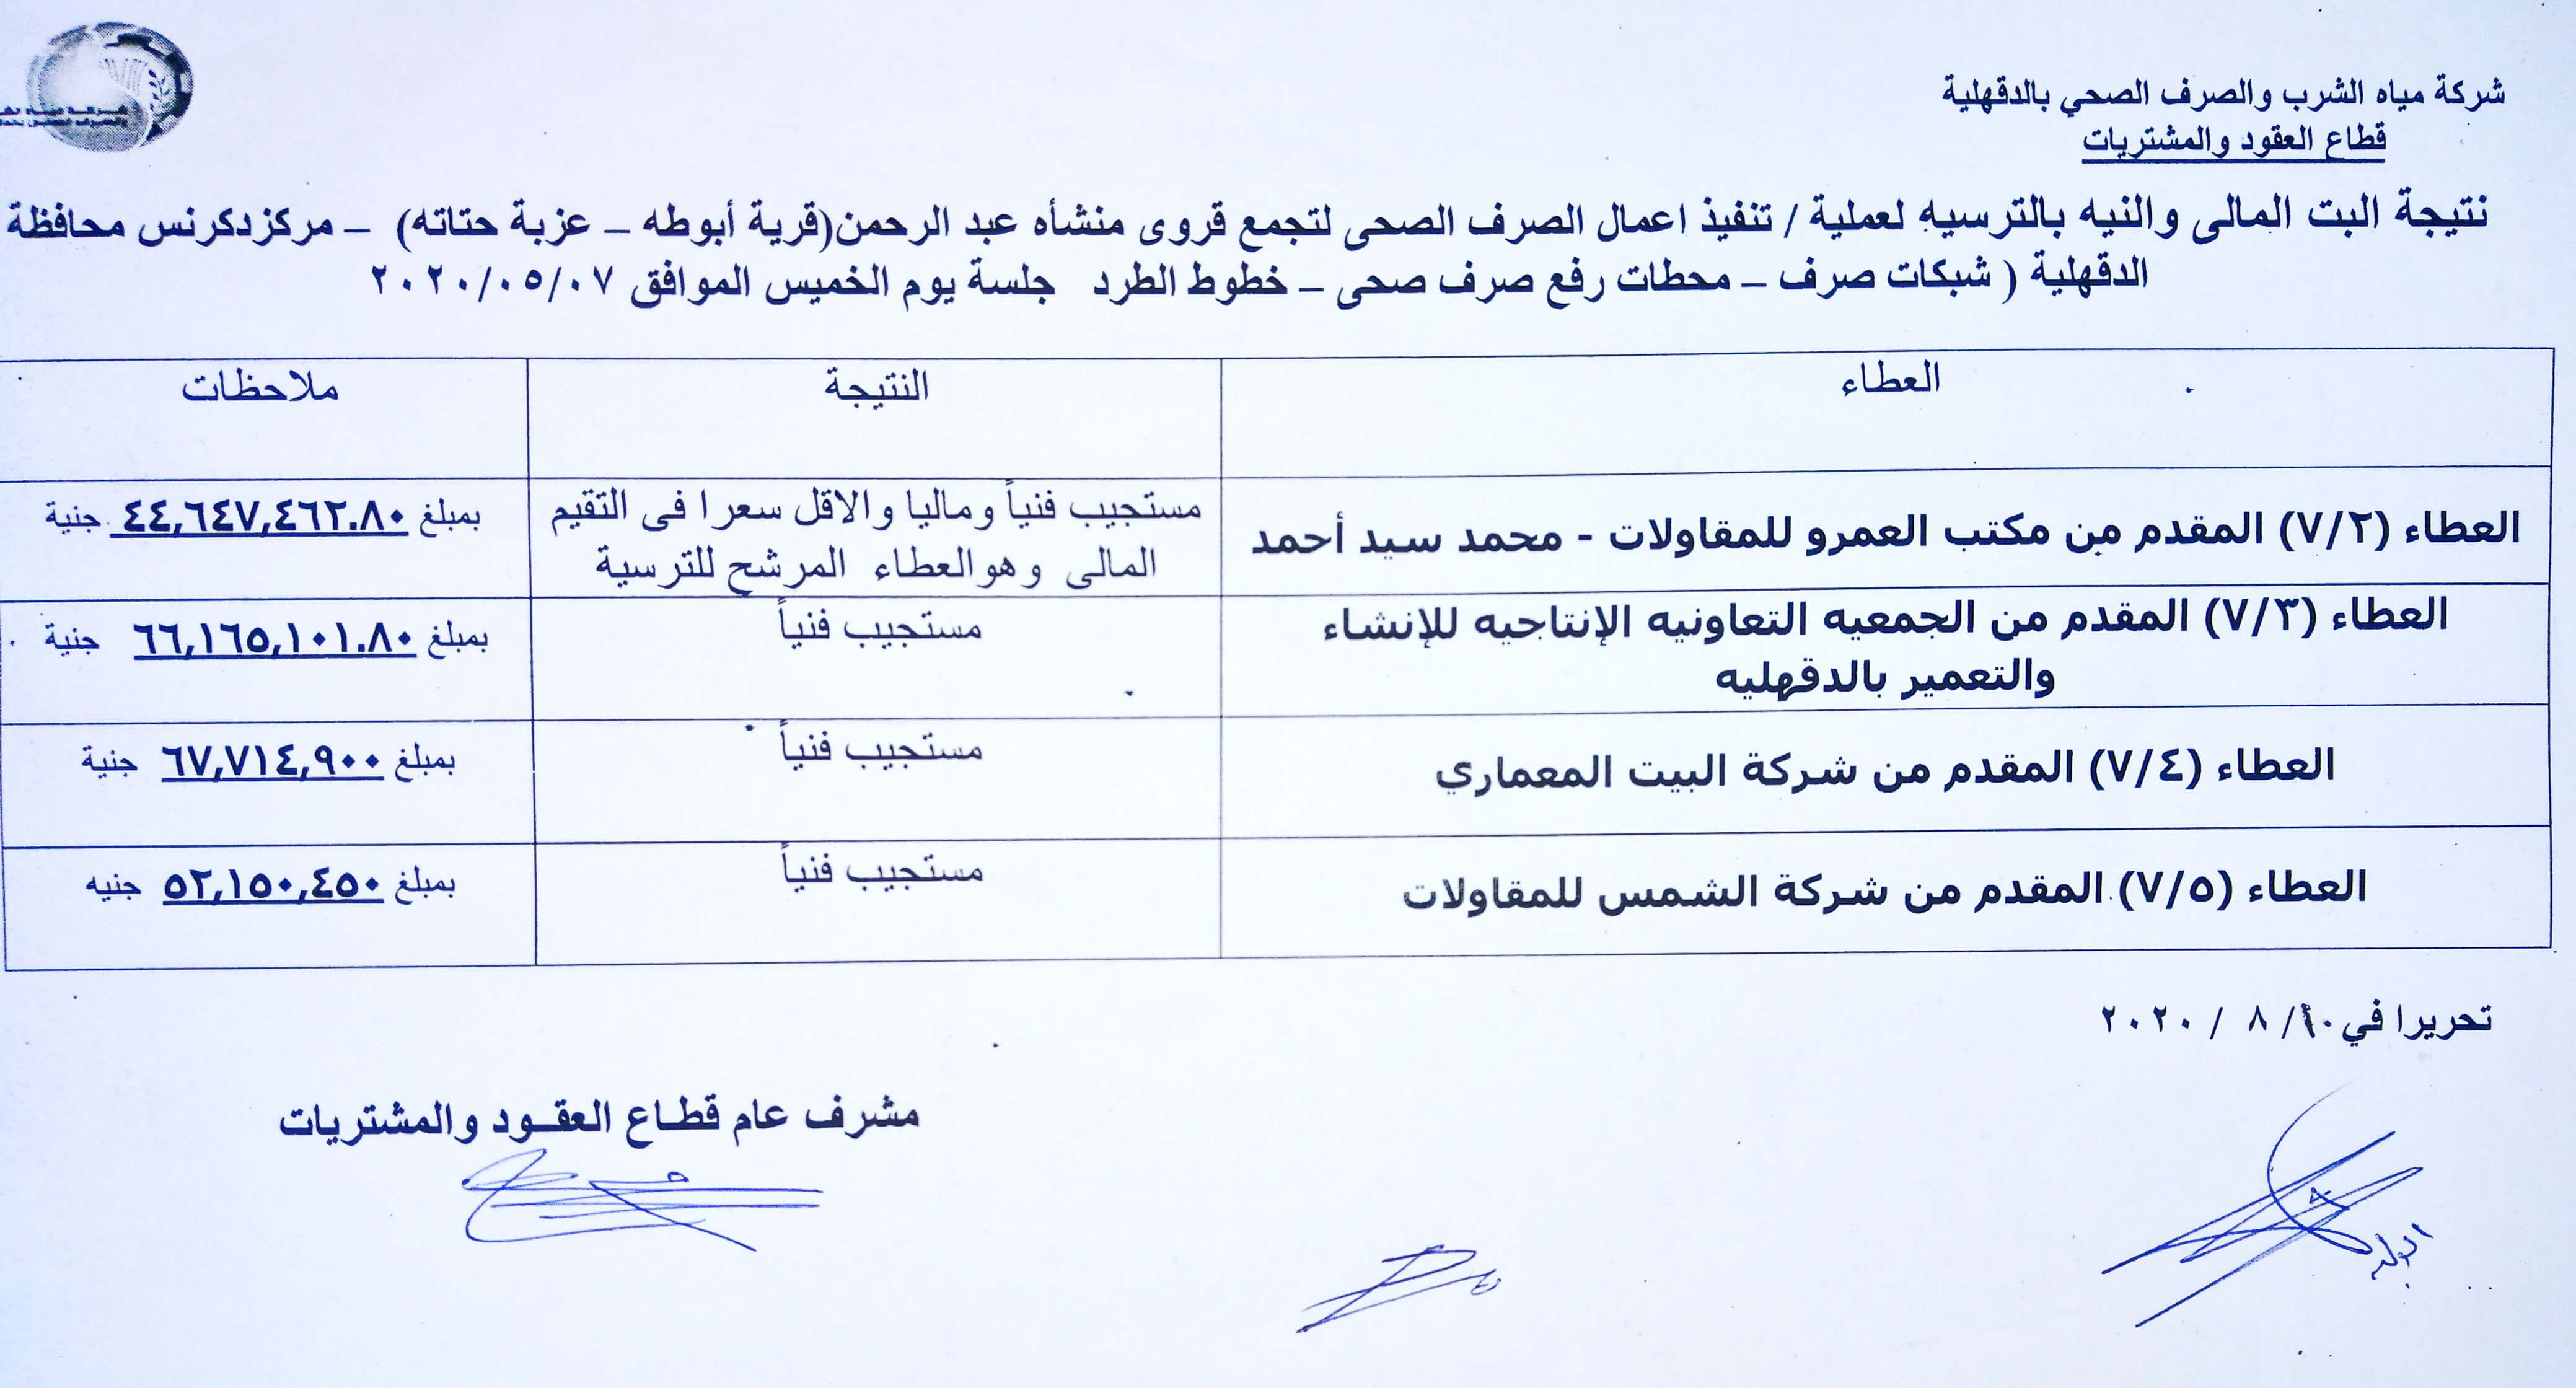 شركة مياه الشرب والصرف الصحي بالدقهلية
قطاع العقود والمشتريات
نتيجة البت المالى والنيه بالترسيه لعملية / تنفيذ اعمال الصرف الصحى لتجمع قروى منشأه عبد الرحمن(قرية أبوطه – عزبة حتاته) – مركزدكرنس محافظة
الدقهلية ( شبكات صرف – محطات رفع صرف صحى – خطوط الطرد جلسة يوم الخميس الموافق ٢٠٢٠/٠٥/٠٧
العطاء النتيجة ملاحظات
العطاء (٧/٢) المقدم من مكتب العمرو للمقاولات - محمد سيد أحمد
مستجيب فنياً وماليا والاقل سعرا فى التقيم
المالى وهوالعطاء المرشح للترسية
بمبلغ ٤٤,٦٤٧,٤٦٢.٨٠ جنية
العطاء (٧/٣) المقدم من الجمعيه التعاونيه الإنتاجيه للإنشاء
والتعمير بالدقهليه
مستجيب فنياً
بمبلغ ٦٦,١٦٥,١٠١.٨٠ جنية
العطاء (٧/٤) المقدم من شركة البيت المعماري
مستجيب فنياً
بمبلغ ٦٧,٧١٤,٩٠٠ جنية
العطاء (٧/٥) المقدم من شركة الشمس للمقاولات
مستجيب فنياً
بمبلغ ٥٢,١٥٠,٤٥٠ جنيه
تحريرا في ١٠/ ٨ / ٢٠٢٠
مشرف عام قطاع العقود والمشتريات